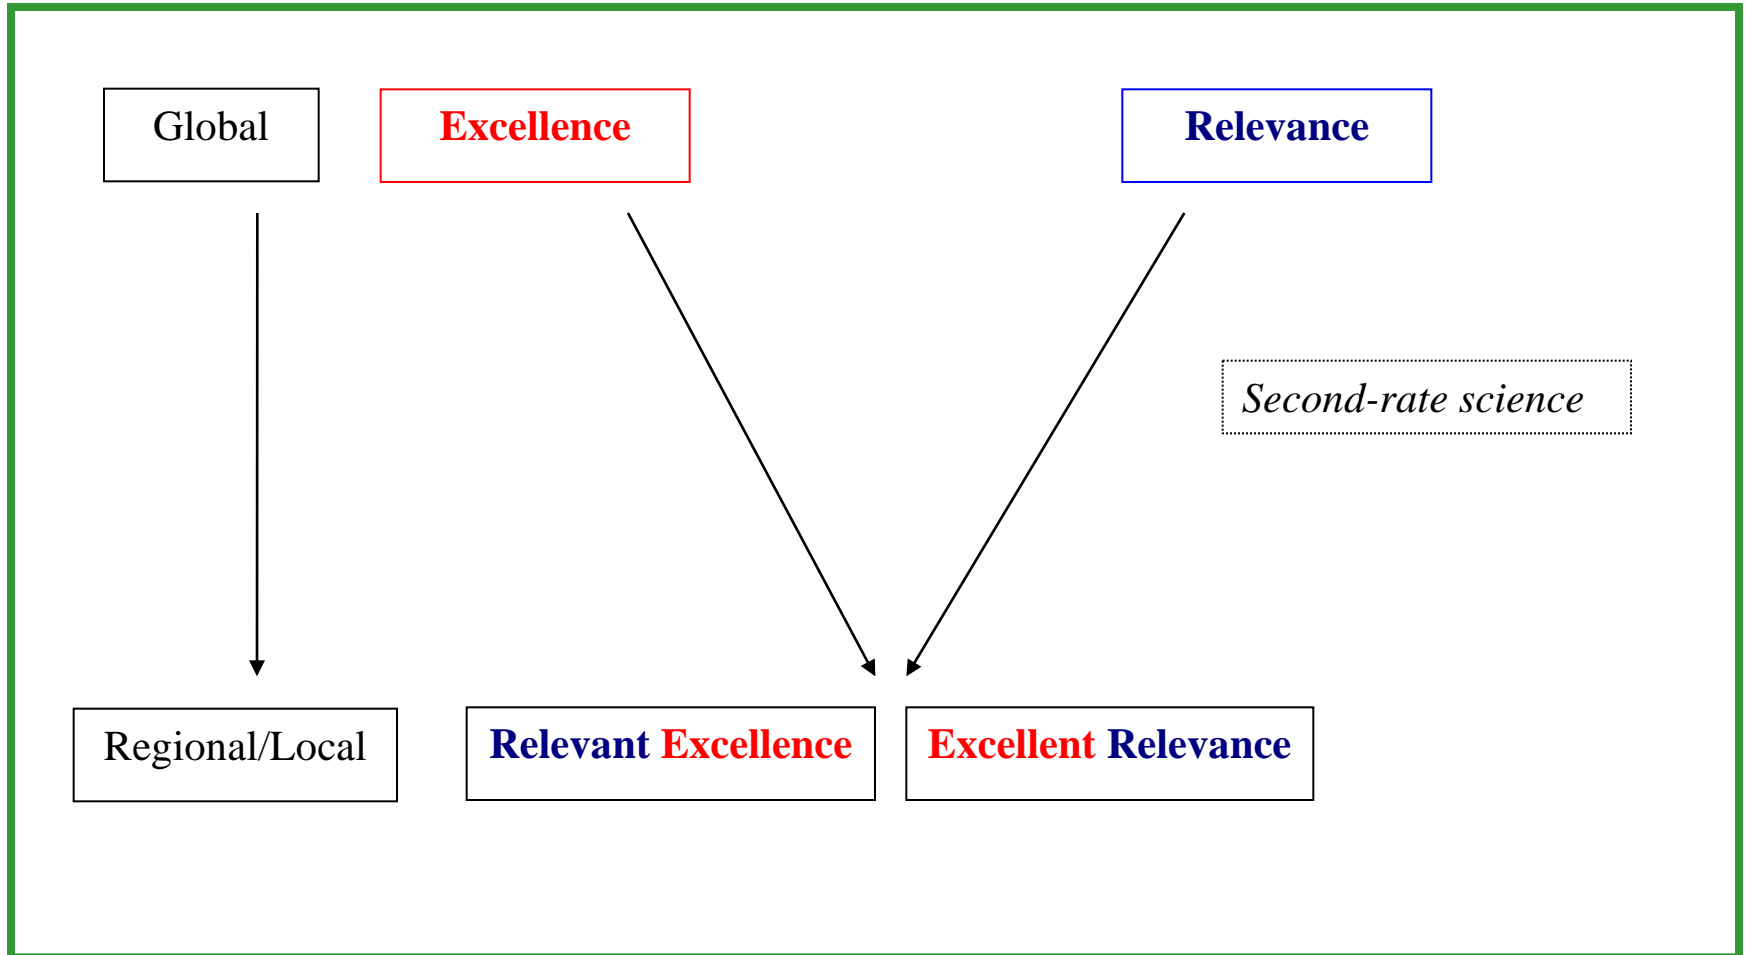 Global
Excellence
Relevance
Second-rate science
Regional/Local
Relevant Excellence
Excellent Relevance